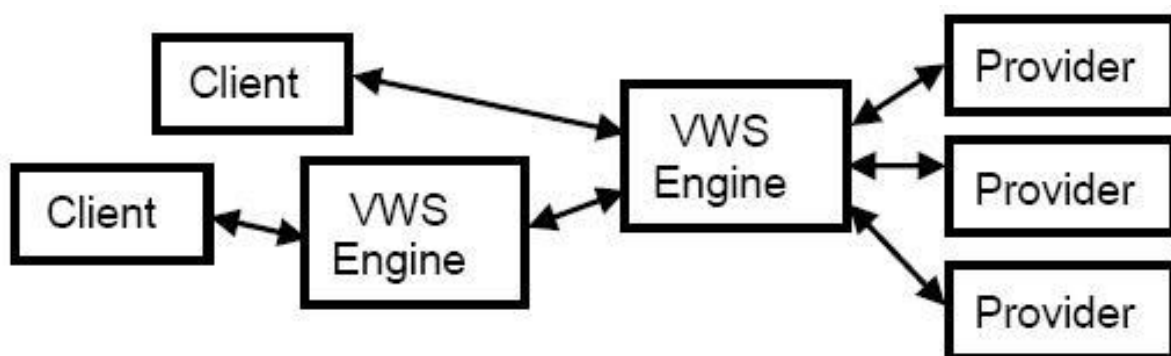 Client
Client
VWS
Engine
VWS
Engine
Provider
Provider
Provider